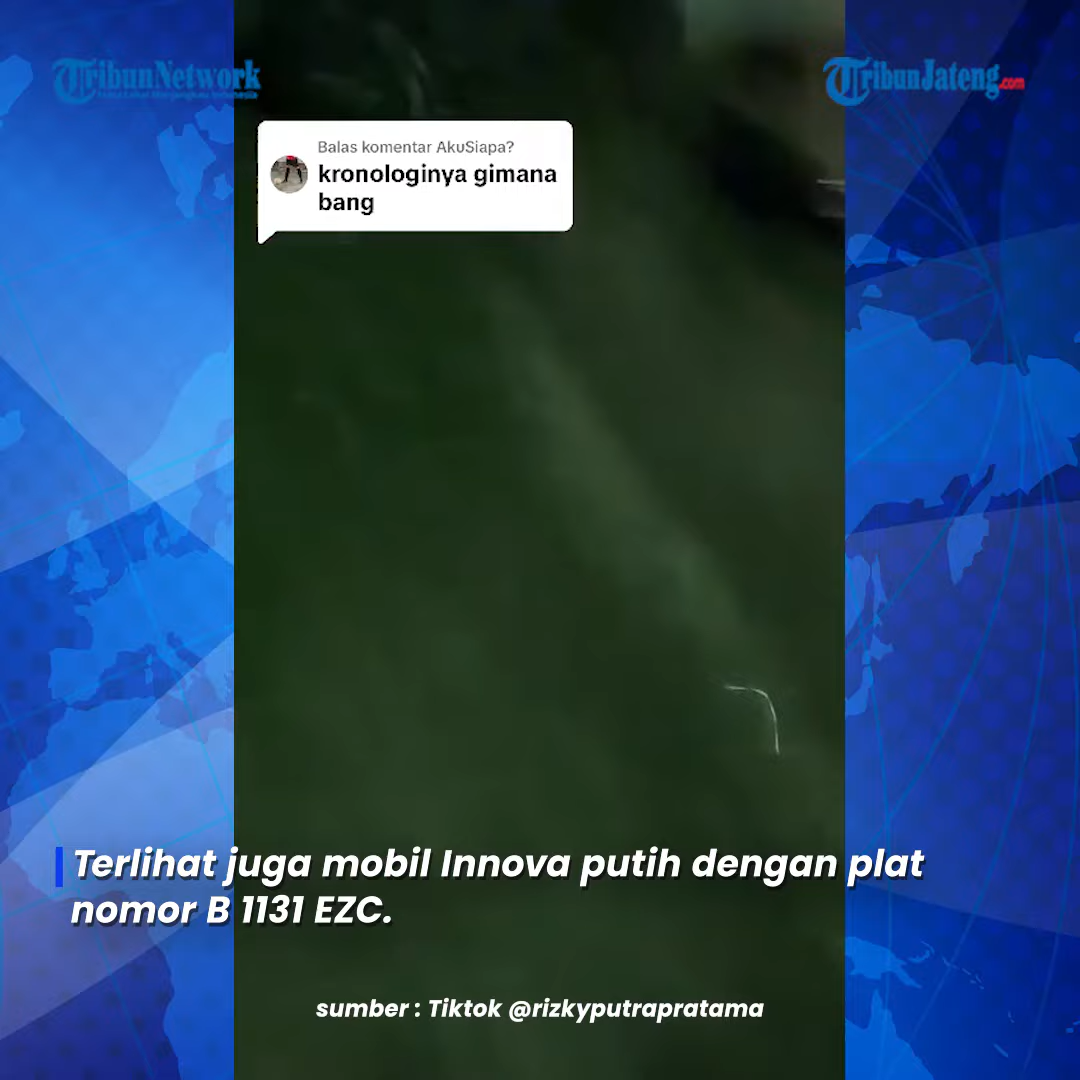 TribunNetwork
TribunJateng.com
Balas komentar AkuSiapa?
kronologinya gimana
bang
Terlihat juga mobil Innova putih dengan plat
nomor B 1131 EZC.
sumber : Tiktok @rizkyputrapratama